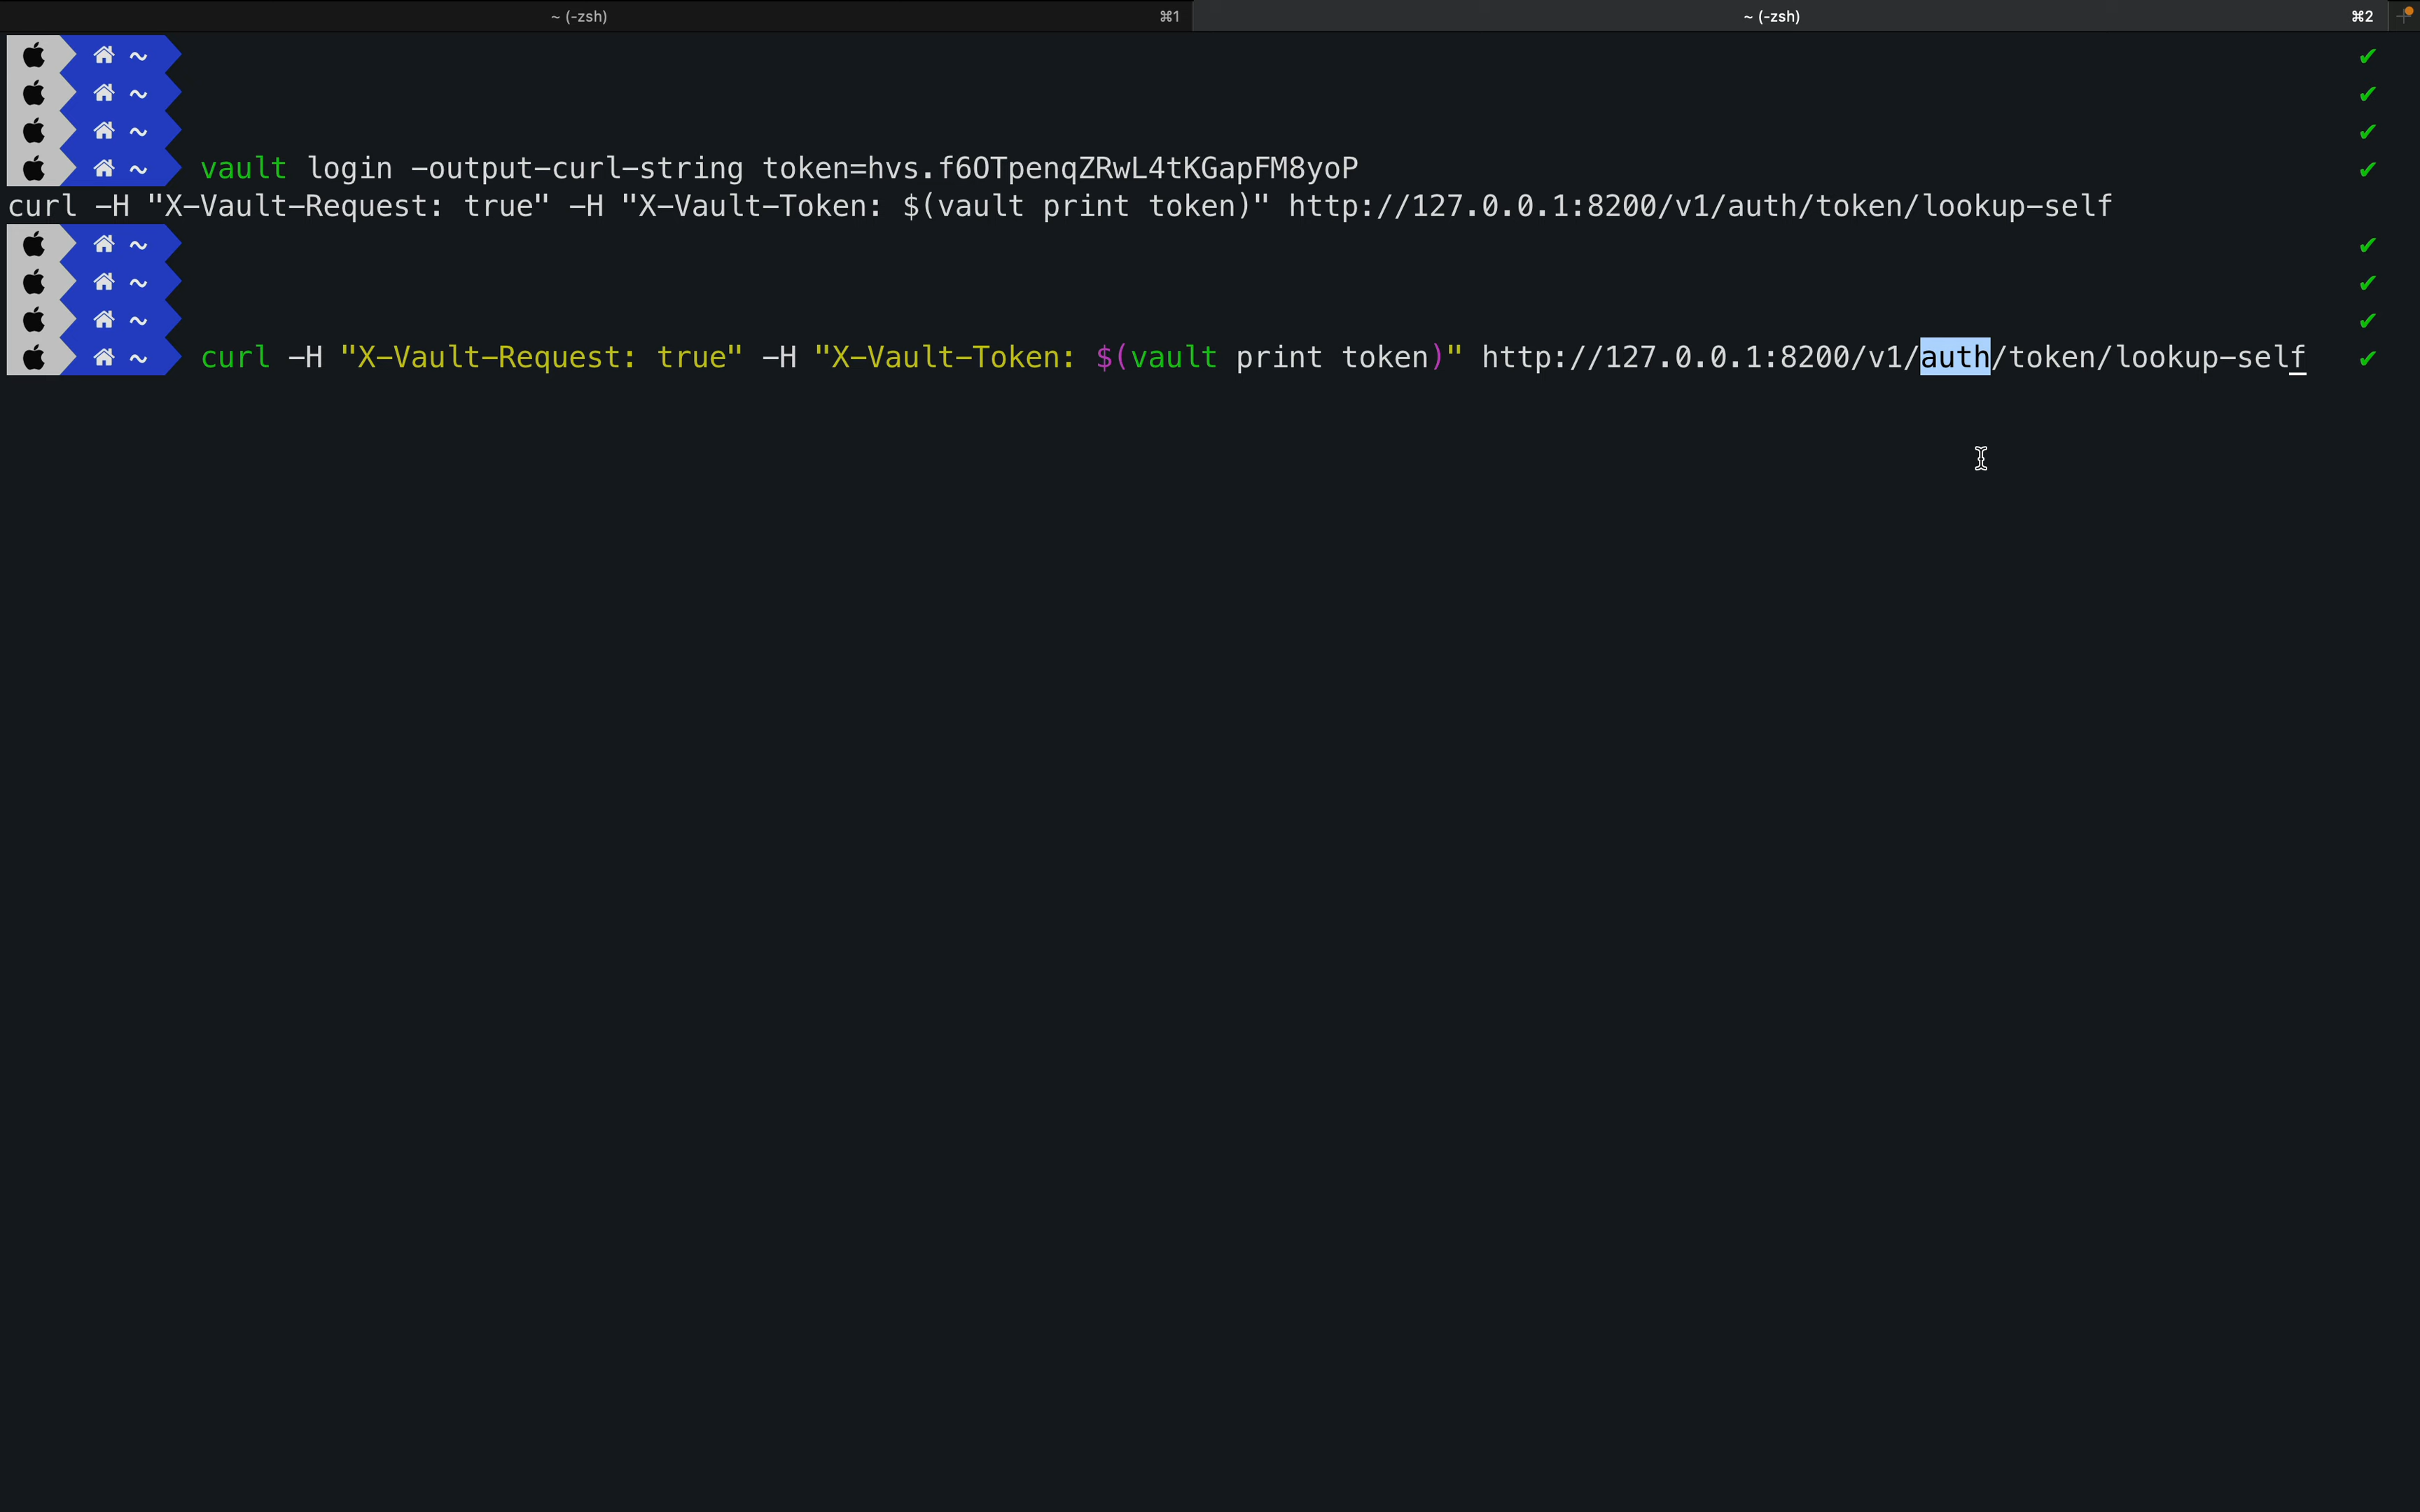 ~ (-zsh) ⌘1 ~ (-zsh) ⌘2
~ ✔
~ ✔
~ ✔
~ vault login -output-curl-string token=hvs.f6OTpenqZRwL4tKGapFM8yoP ✔
curl -H "X-Vault-Request: true" -H "X-Vault-Token: $(vault print token)" http://127.0.0.1:8200/v1/auth/token/lookup-self
~ ✔
~ ✔
~ ✔
~ curl -H "X-Vault-Request: true" -H "X-Vault-Token: $(vault print token)" http://127.0.0.1:8200/v1/auth/token/lookup-self ✔